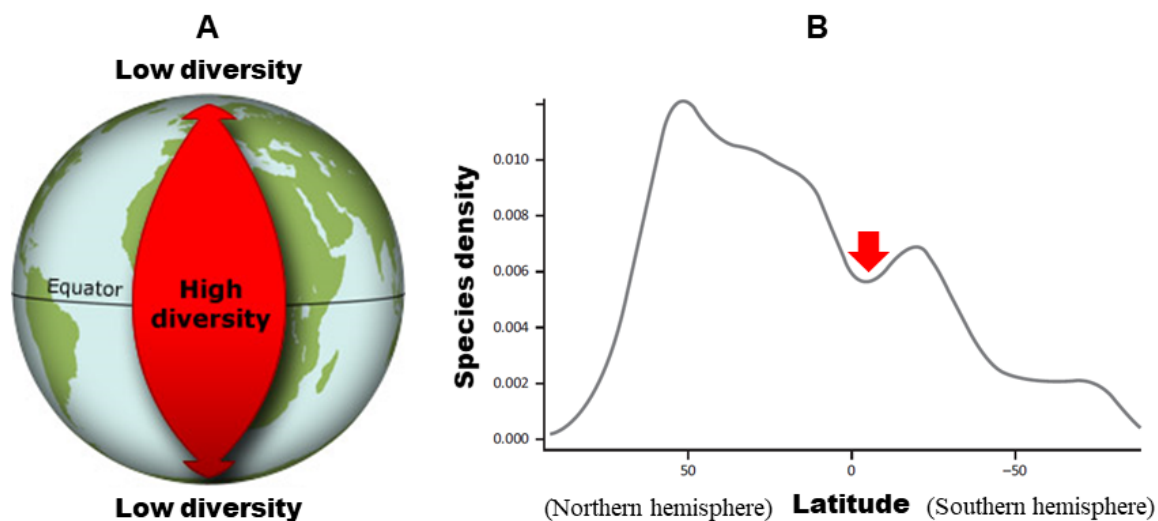 A
Low diversity
Equator
High
diversity
Low diversity
B
Species density
0.010
0.008
0.006
0.004
0.002
0.000
50
0
−50
(Northern hemisphere) Latitude (Southern hemisphere)